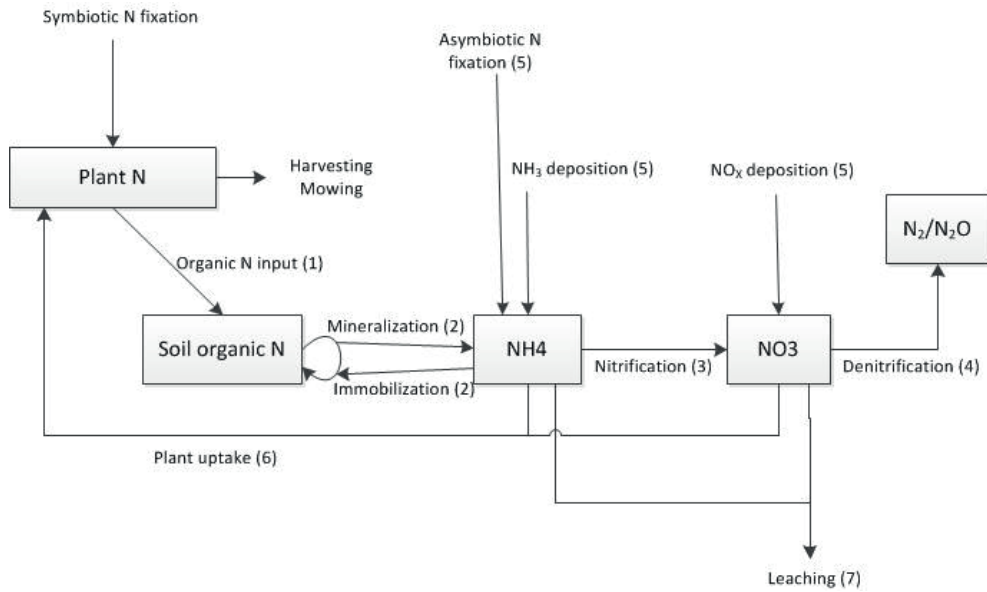 Symbiotic N fixation
Asymbiotic N
fixation (5)
Plant N
Harvesting
Mowing
NH₃ deposition (5)
NOₓ deposition (5)
N₂/N₂O
Organic N input (1)
Soil organic N
Mineralization (2)
NH4
Nitrification (3)
NO3
Denitrification (4)
Immobilization (2)
Plant uptake (6)
Leaching (7)